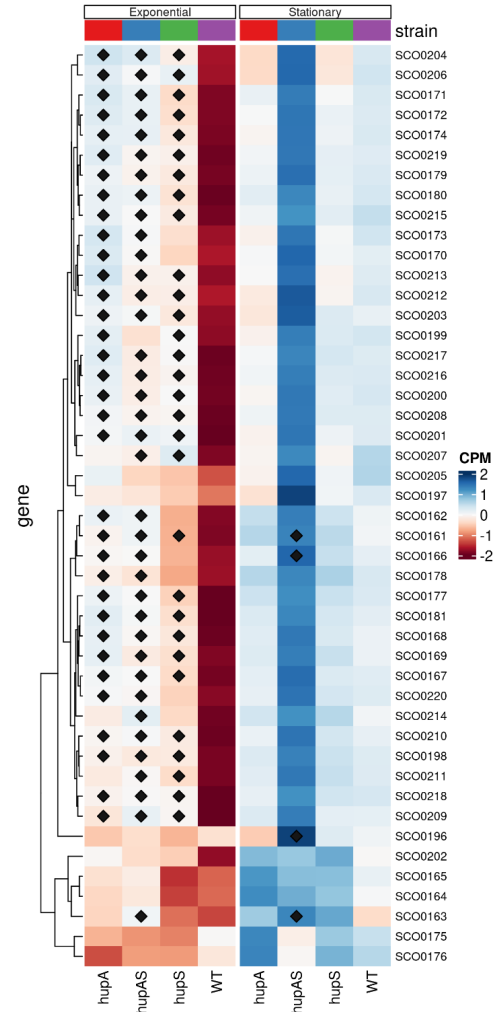 Exponential Stationary
strain
SCO0204
SCO0206
SCO0171
SCO0172
SCO0174
SCO0219
SCO0179
SCO0180
SCO0215
SCO0173
SCO0170
SCO0213
SCO0212
SCO0203
SCO0199
SCO0217
SCO0216
SCO0200
SCO0208
SCO0201
SCO0207
SCO0205
SCO0197
SCO0162
SCO0161
SCO0166
SCO0178
SCO0177
SCO0181
SCO0168
SCO0169
SCO0167
SCO0220
SCO0214
SCO0210
SCO0198
SCO0211
SCO0218
SCO0209
SCO0196
SCO0202
SCO0165
SCO0164
SCO0163
SCO0175
SCO0176
gene
CPM
2
1
0
-1
-2
hupA hupAS hupS WT hupA hupAS hupS WT